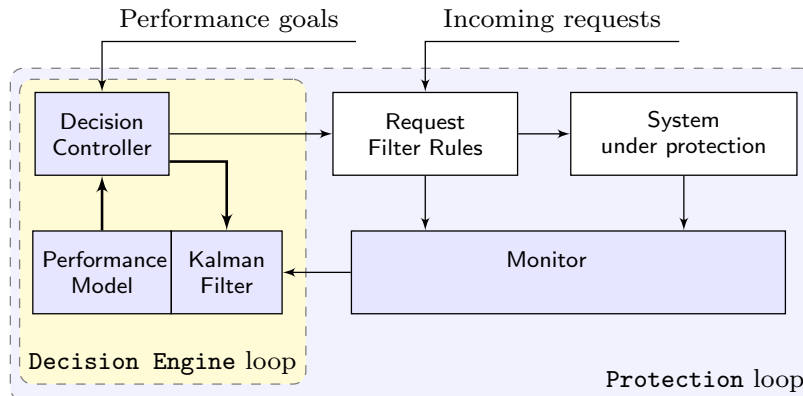 Performance goals
Incoming requests
Decision
Controller
Request
Filter Rules
System
under protection
Performance
Model
Kalman
Filter
Monitor
Decision Engine loop
Protection loop